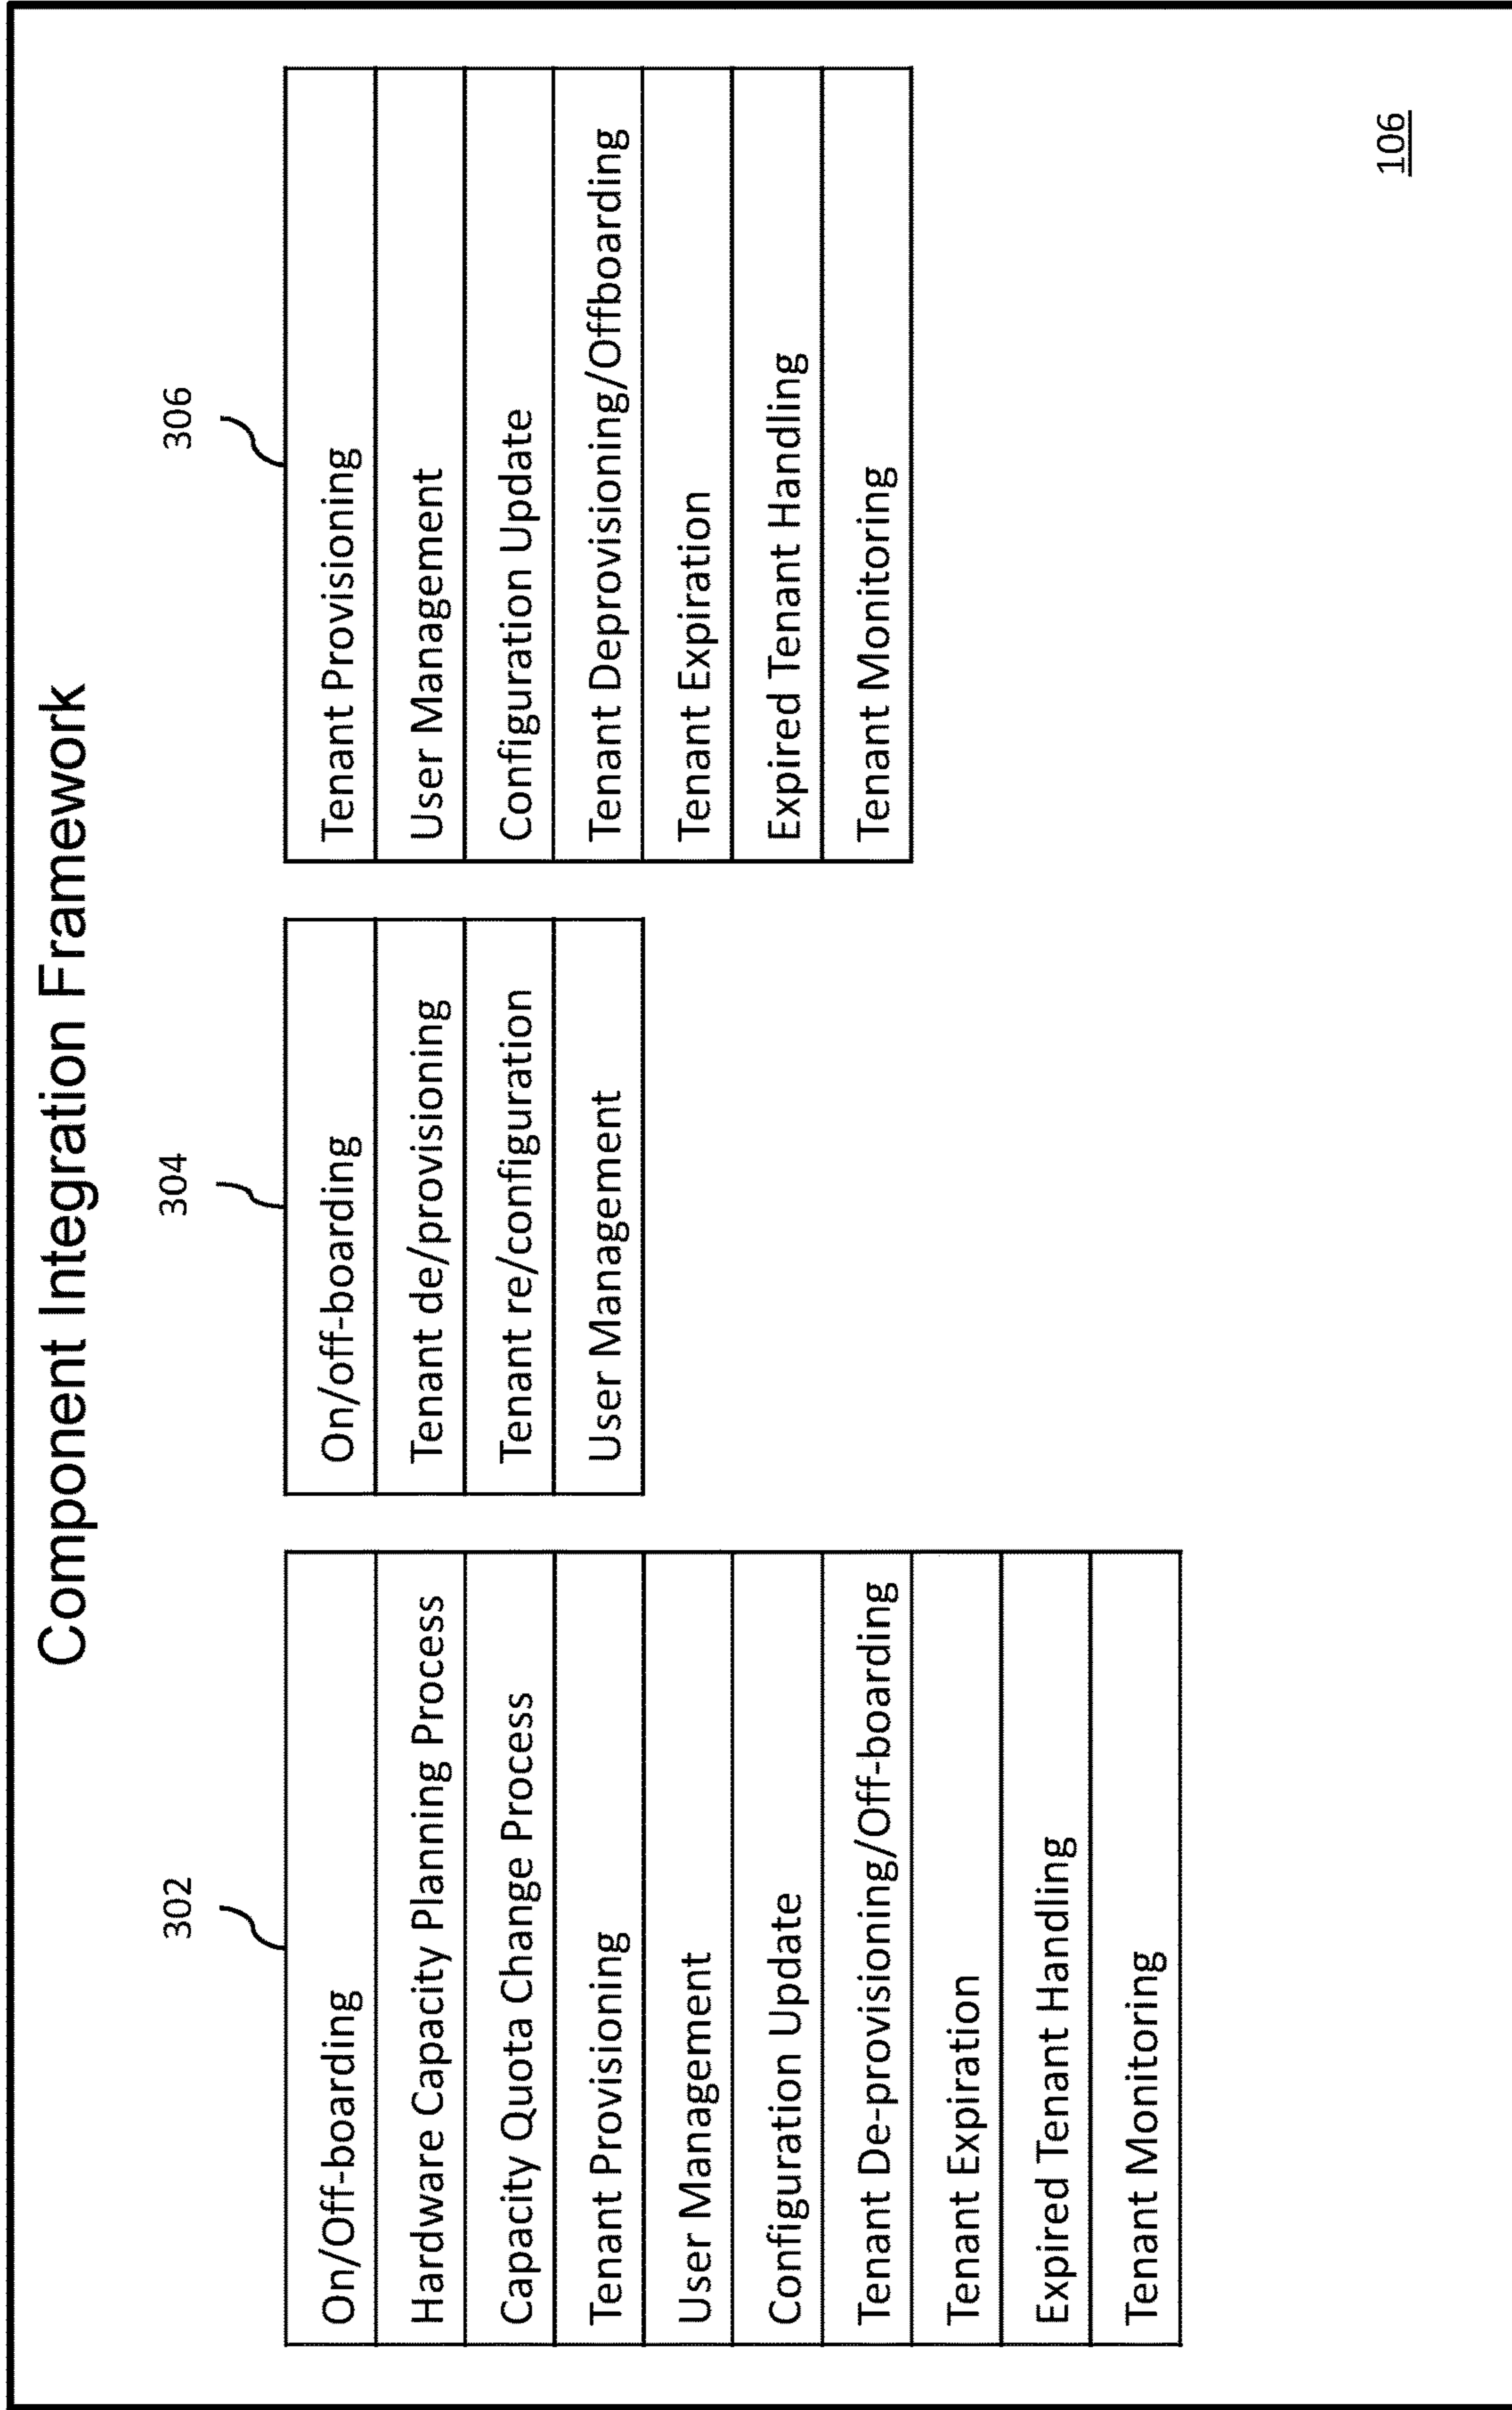 Component Integration Framework
302
On/Off-boarding
Hardware Capacity Planning Process
Capacity Quota Change Process
Tenant Provisioning
User Management
Configuration Update
Tenant De-provisioning/Off-boarding
Tenant Expiration
Expired Tenant Handling
Tenant Monitoring
304
On/off-boarding
Tenant de/provisioning
Tenant re/configuration
User Management
306
Tenant Provisioning
User Management
Configuration Update
Tenant Deprovisioning/Offboarding
Tenant Expiration
Expired Tenant Handling
Tenant Monitoring
106